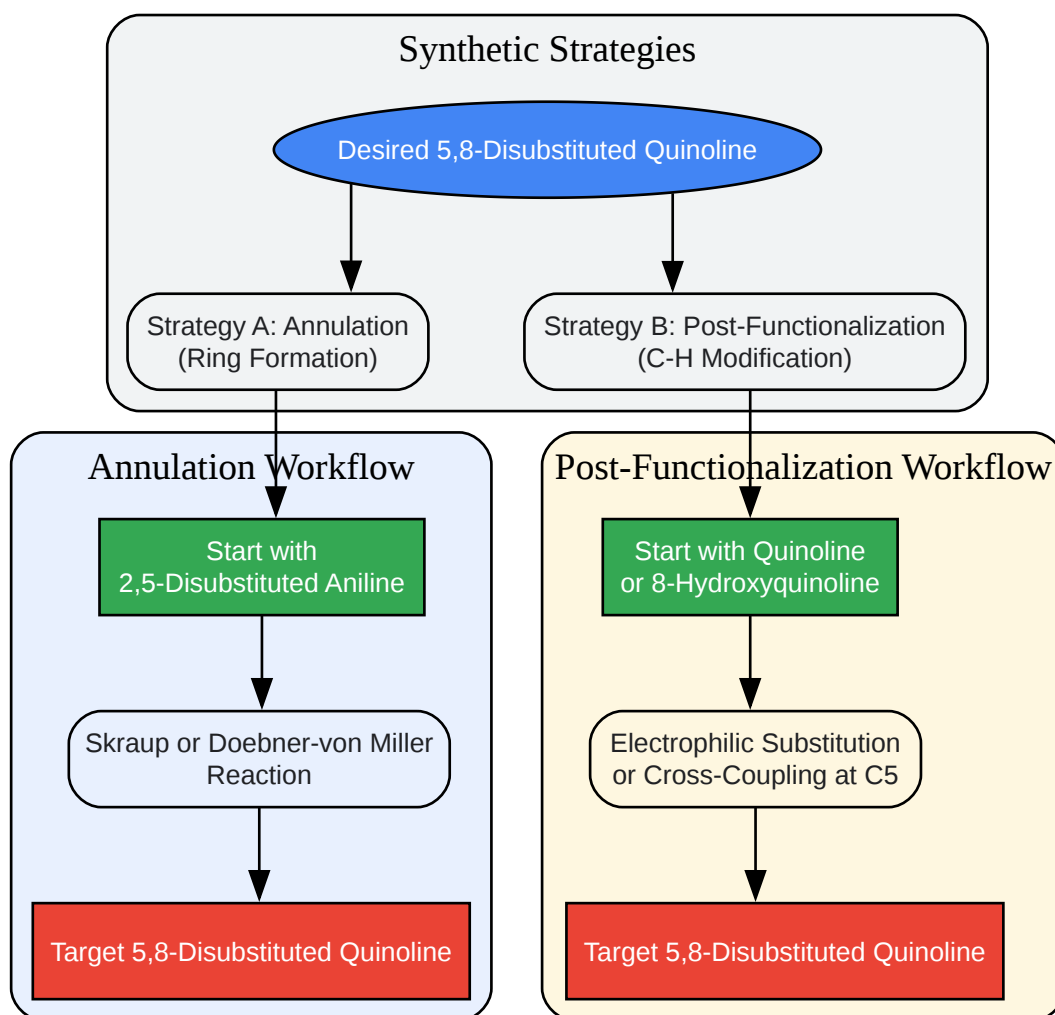 Synthetic Strategies
Desired 5,8-Disubstituted Quinoline
Strategy A: Annulation
(Ring Formation)
Strategy B: Post-Functionalization
(C-H Modification)
Annulation Workflow
Start with
2,5-Disubstituted Aniline
Skraup or Doebner-von Miller
Reaction
Target 5,8-Disubstituted Quinoline
Post-Functionalization Workflow
Start with Quinoline
or 8-Hydroxyquinoline
Electrophilic Substitution
or Cross-Coupling at C5
Target 5,8-Disubstituted Quinoline